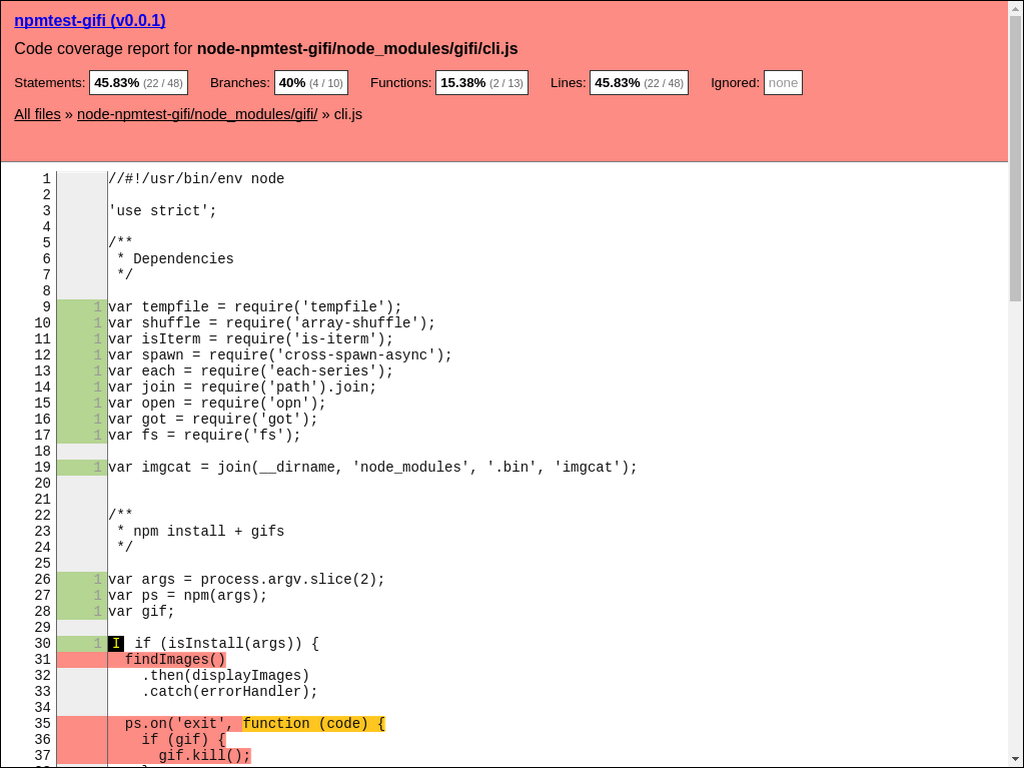 npmtest-gifi (v0.0.1)
Code coverage report for node-npmtest-gifi/node_modules/gifi/cli.js
Statements: 45.83% (22 / 48) Branches: 40% (4 / 10) Functions: 15.38% (2 / 13) Lines: 45.83% (22 / 48) Ignored: none
All files » node-npmtest-gifi/node_modules/gifi/ » cli.js
1 //#!/usr/bin/env node
2
3 'use strict';
4
5 /**
6  * Dependencies
7  */
8
9 1 var tempfile = require('tempfile');
10 1 var shuffle = require('array-shuffle');
11 1 var isIterm = require('is-iterm');
12 1 var spawn = require('cross-spawn-async');
13 1 var each = require('each-series');
14 1 var join = require('path').join;
15 1 var open = require('opn');
16 1 var got = require('got');
17 1 var fs = require('fs');
18
19 1 var imgcat = join(__dirname, 'node_modules', '.bin', 'imgcat');
20
21
22 /**
23  * npm install + gifs
24  */
25
26 1 var args = process.argv.slice(2);
27 1 var ps = npm(args);
28 1 var gif;
29
30 1 I if (isInstall(args)) {
31   findImages()
32     .then(displayImages)
33     .catch(errorHandler);
34
35   ps.on('exit', function (code) {
36     if (gif) {
37       gif.kill();